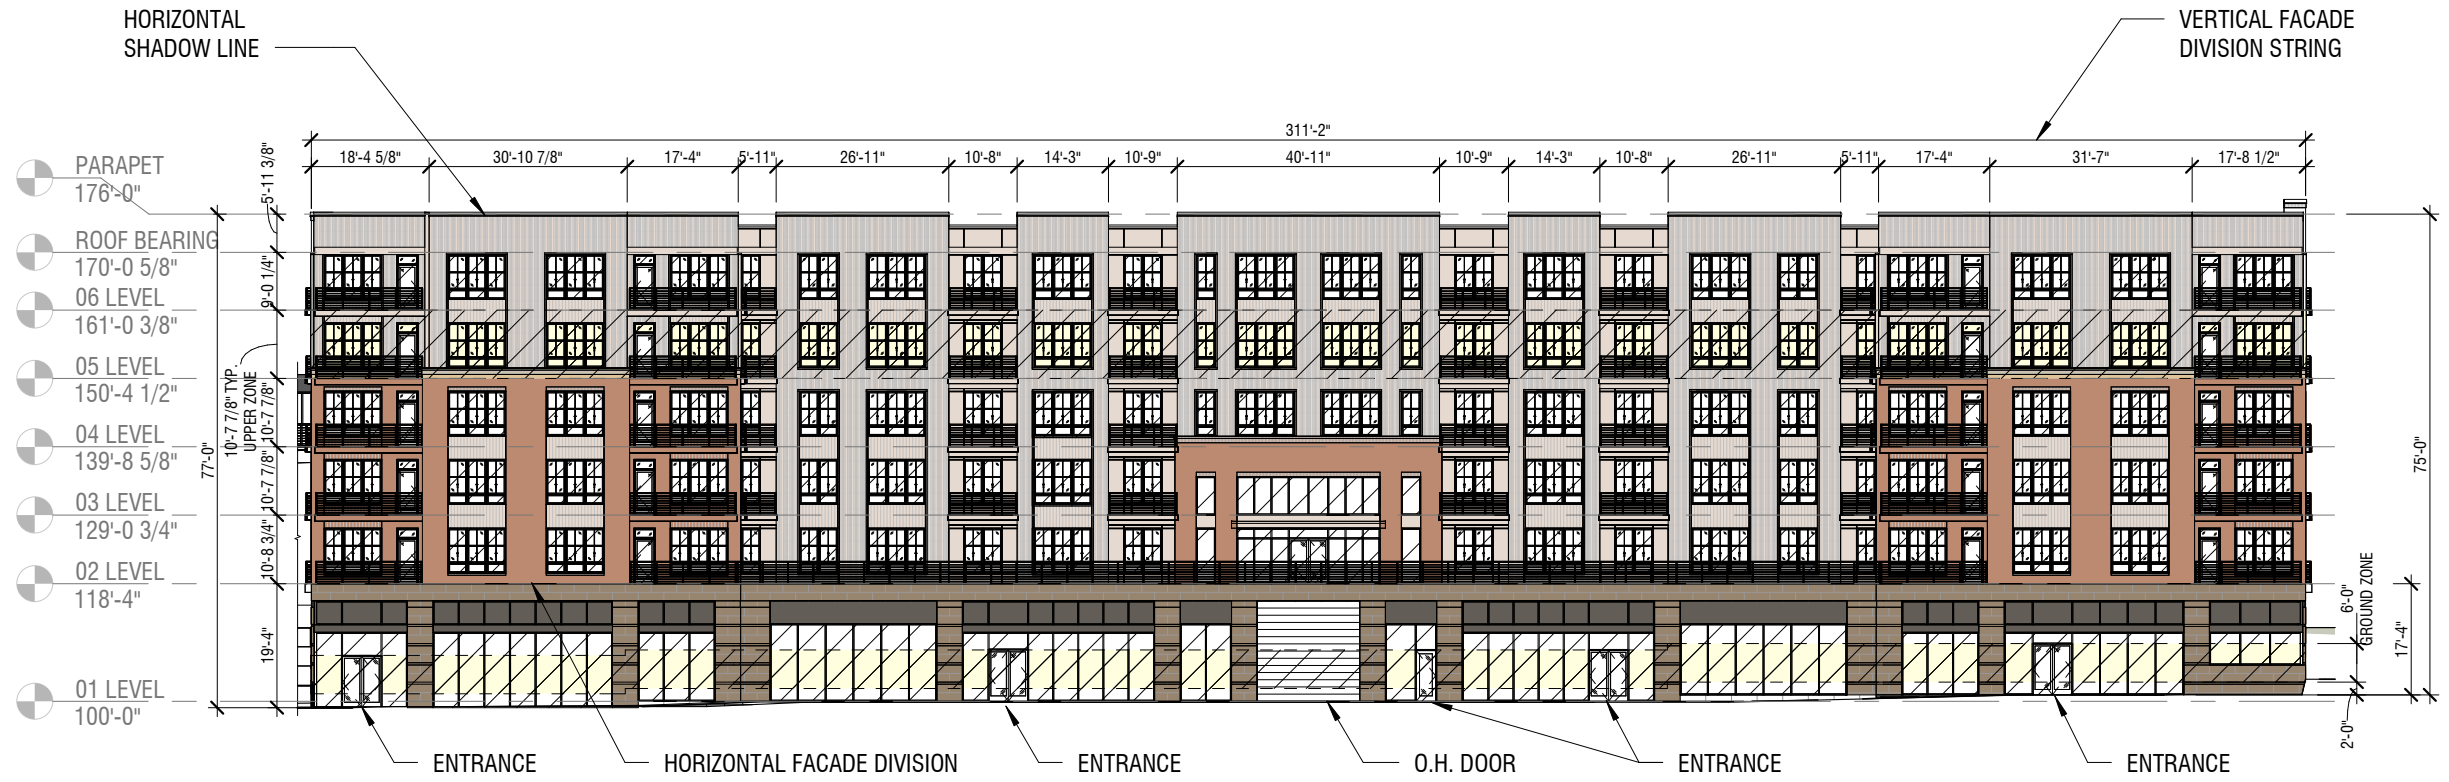 HORIZONTAL
SHADOW LINE
VERTICAL FACADE
DIVISION STRING
311'-2"
18'-4 5/8"
30'-10 7/8"
17'-4"
5'-11"
26'-11"
10'-8"
14'-3"
10'-9"
40'-11"
10'-9"
14'-3"
10'-8"
26'-11"
5'-11"
17'-4"
31'-7"
17'-8 1/2"
PARAPET
176'-0"
ROOF BEARING
170'-0 5/8"
06 LEVEL
161'-0 3/8"
05 LEVEL
150'-4 1/2"
04 LEVEL
139'-8 5/8"
03 LEVEL
129'-0 3/4"
02 LEVEL
118'-4"
01 LEVEL
100'-0"
77'-0"
5'-11 3/8"
9'-0 1/4"
10'-7 7/8" TYP.
UPPER ZONE
10'-7 7/8"
10'-7 7/8"
10'-8 3/4"
19'-4"
75'-0"
6'-0"
GROUND ZONE
17'-4"
2'-0"
ENTRANCE
HORIZONTAL FACADE DIVISION
ENTRANCE
O.H. DOOR
ENTRANCE
ENTRANCE